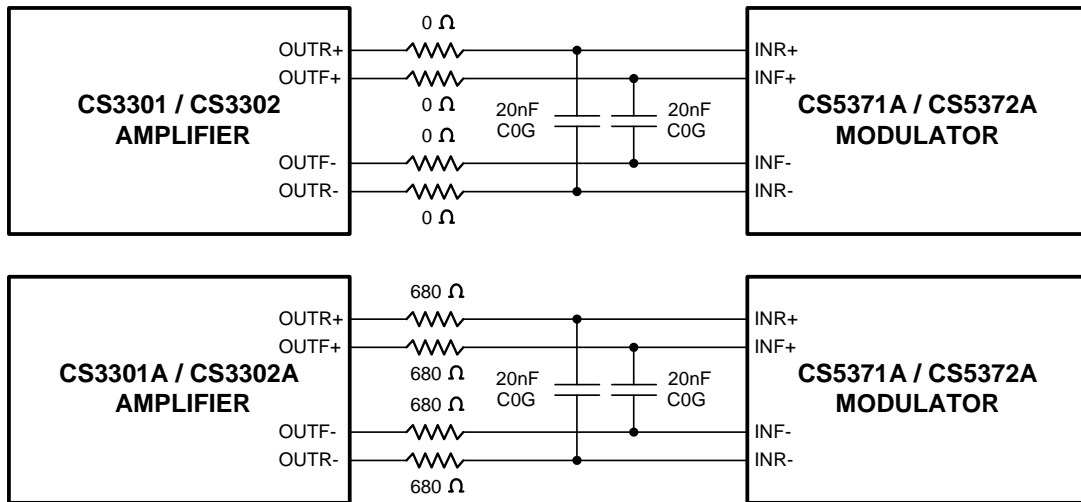 0 Ω
OUTR+
INR+
OUTF+
INF+
0 Ω
CS3301 / CS3302
AMPLIFIER
20nF
C0G
20nF
C0G
CS5371A / CS5372A
MODULATOR
0 Ω
OUTF-
INF-
OUTR-
INR-
0 Ω
680 Ω
OUTR+
INR+
OUTF+
INF+
680 Ω
CS3301A / CS3302A
AMPLIFIER
20nF
C0G
20nF
C0G
CS5371A / CS5372A
MODULATOR
680 Ω
OUTF-
INF-
OUTR-
INR-
680 Ω